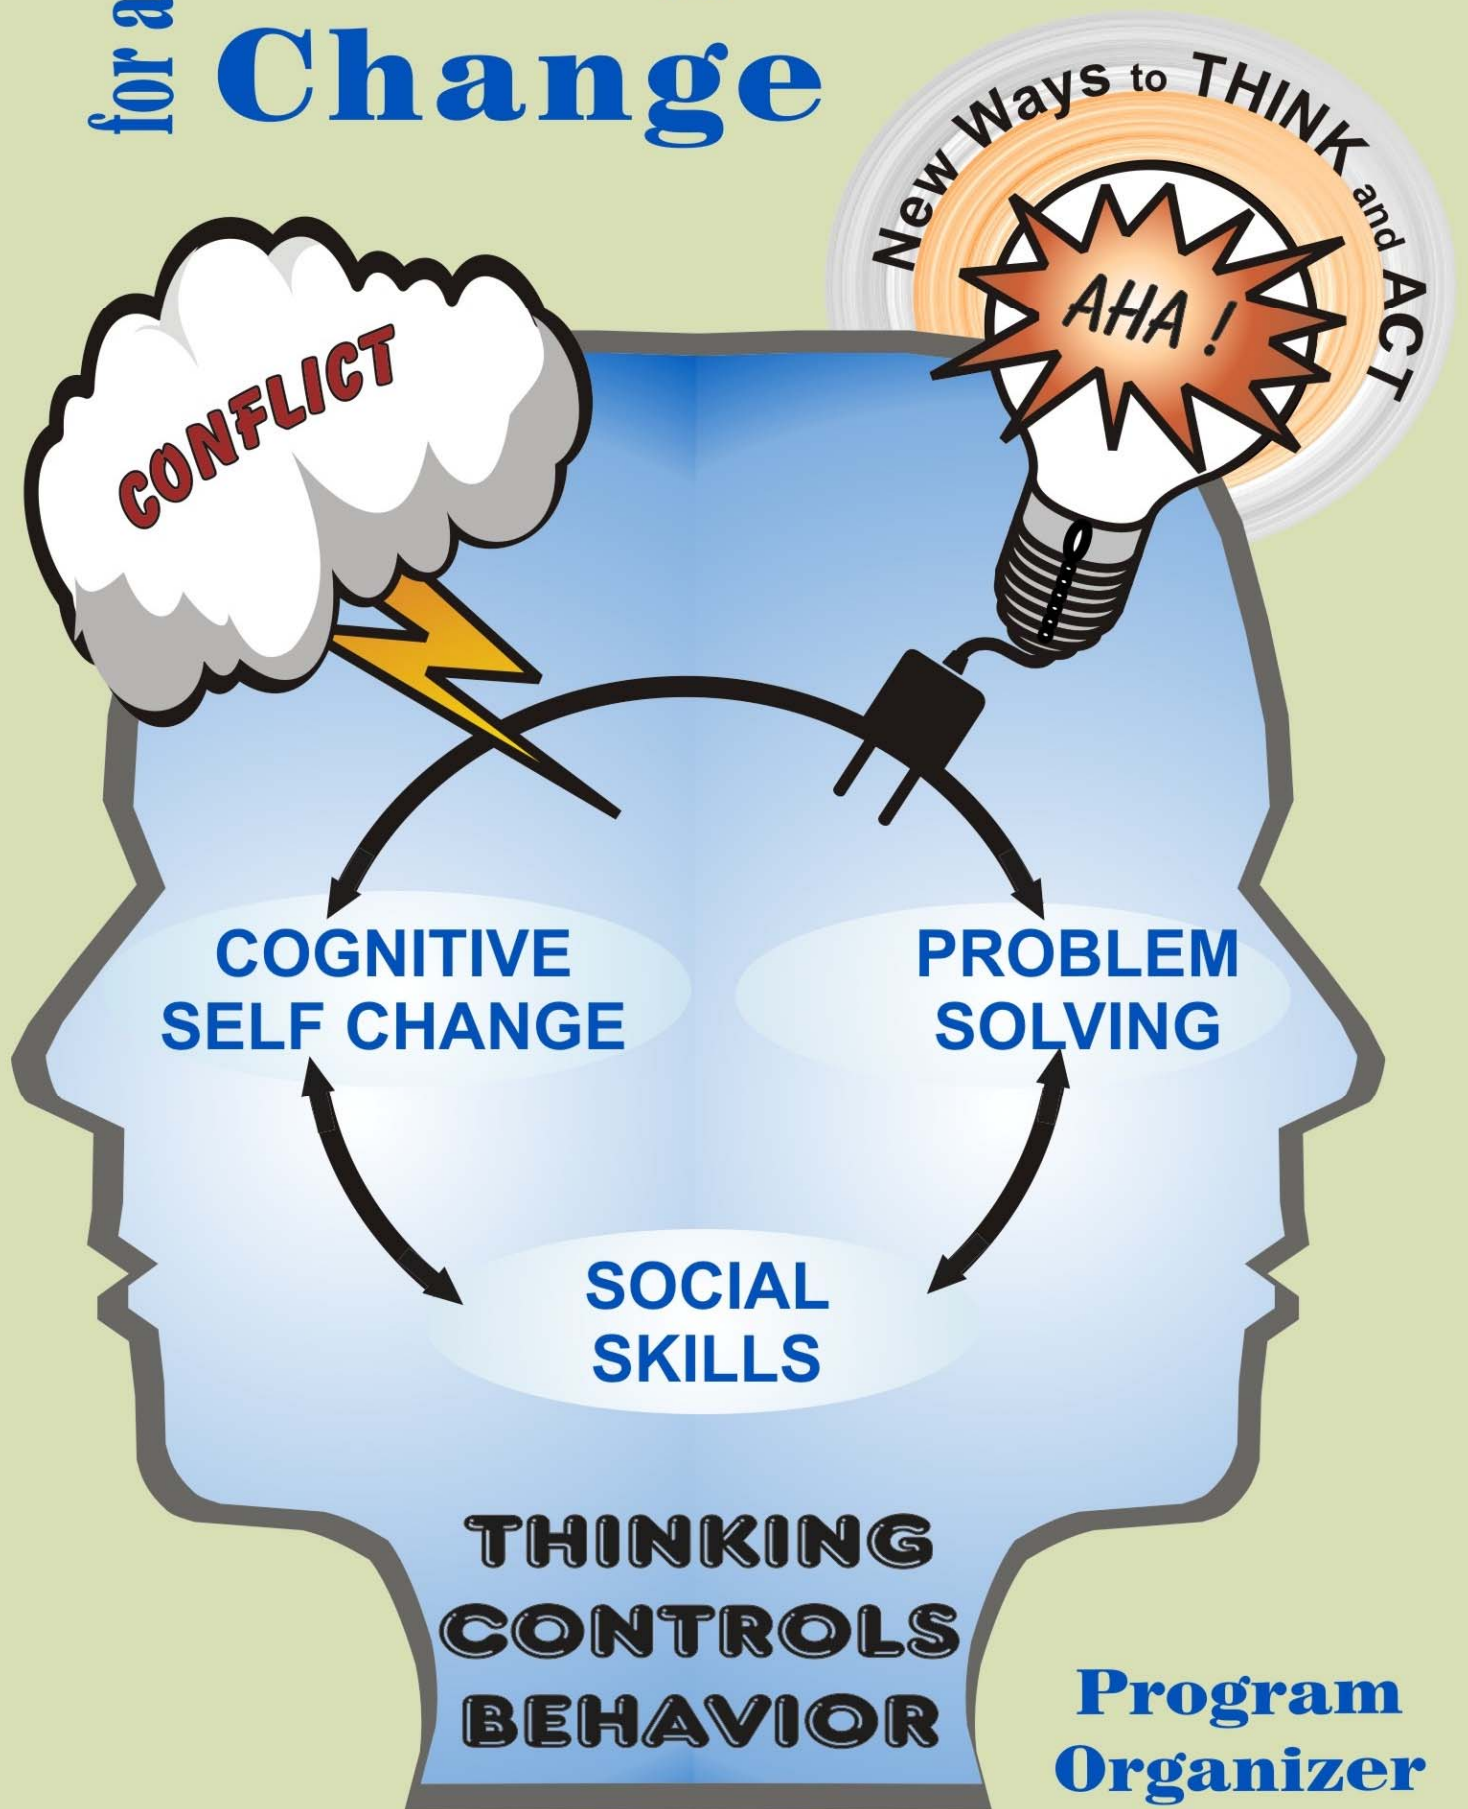 for a
Change
New Ways to THINK and ACT
AHA !
CONFLICT
COGNITIVE
SELF CHANGE
PROBLEM
SOLVING
SOCIAL
SKILLS
THINKING
CONTROLS
BEHAVIOR
Program
Organizer